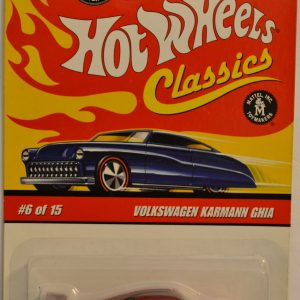 Hot Wheels
Classics
MATTEL, INC.
M
TOYMAKERS
#6 of 15
VOLKSWAGEN KARMANN GHIA